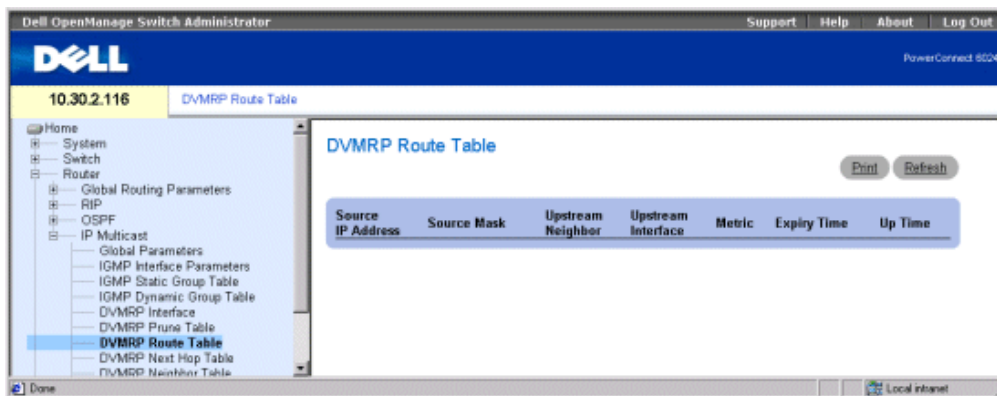 Dell OpenManage Switch Administrator
Support Help About Log Out
DELL
PowerConnect 6024
10.30.2.116
DVMRP Route Table
Home
System
Switch
Router
Global Routing Parameters
RIP
OSPF
IP Multicast
Global Parameters
IGMP Interface Parameters
IGMP Static Group Table
IGMP Dynamic Group Table
DVMRP Interface
DVMRP Prune Table
DVMRP Route Table
DVMRP Next Hop Table
DVMRP Neighbor Table
DVMRP Route Table
Print Refresh
Source IP Address Source Mask Upstream Neighbor Upstream Interface Metric Expiry Time Up Time
Done
Local intranet